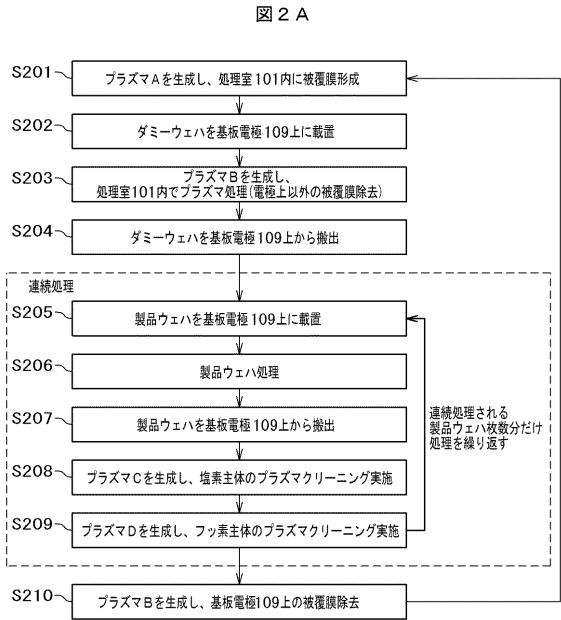 図２Ａ
S201
プラズマＡを生成し、処理室101内に被覆膜形成
S202
ダミーウェハを基板電極109上に載置
S203
プラズマＢを生成し、
処理室101内でプラズマ処理(電極上以外の被覆膜除去)
S204
ダミーウェハを基板電極109上から搬出
連続処理
S205
製品ウェハを基板電極109上に載置
S206
製品ウェハ処理
S207
製品ウェハを基板電極109上から搬出
S208
プラズマＣを生成し、塩素主体のプラズマクリーニング実施
S209
プラズマＤを生成し、フッ素主体のプラズマクリーニング実施
連続処理される
製品ウェハ枚数分だけ
処理を繰り返す
S210
プラズマＢを生成し、基板電極109上の被覆膜除去